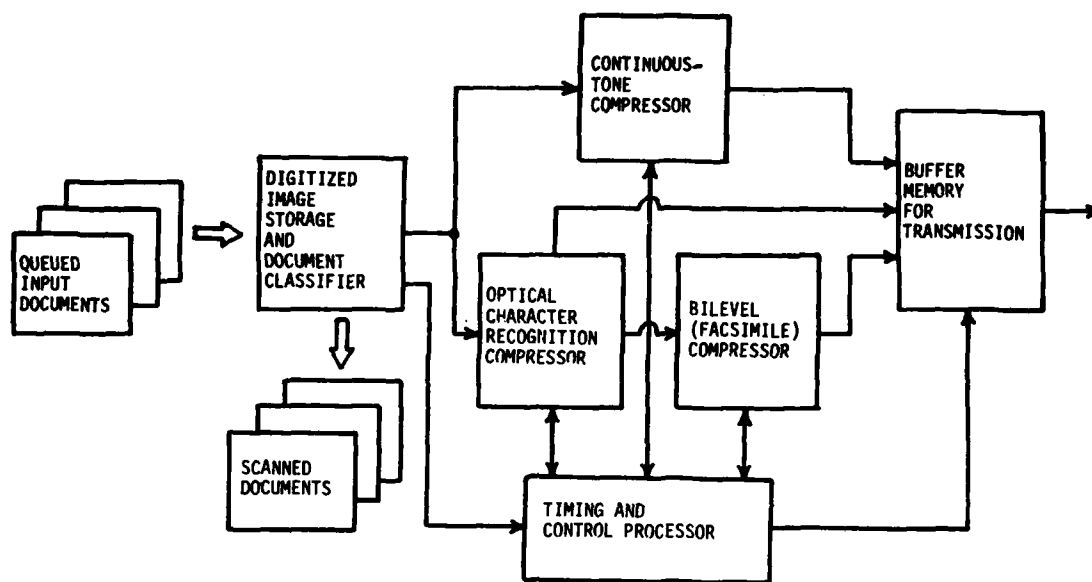 CONTINUOUS-
TONE
COMPRESSOR
DIGITIZED
IMAGE
STORAGE
AND
DOCUMENT
CLASSIFIER
BUFFER
MEMORY
FOR
TRANSMISSION
QUEUED
INPUT
DOCUMENTS
OPTICAL
CHARACTER
RECOGNITION
COMPRESSOR
BILEVEL
(FACSIMILE)
COMPRESSOR
SCANNED
DOCUMENTS
TIMING AND
CONTROL PROCESSOR